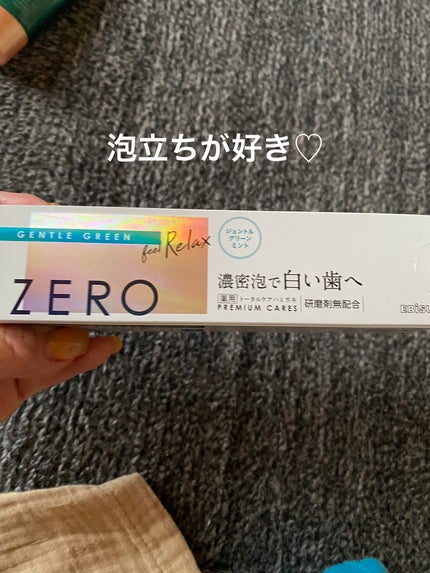 泡立ちが好き♡
GENTLE GREEN
feel Relax
ZERO
ジェントル
グリーン
ミント
濃密泡で白い歯へ
薬用 トータルケアハミガキ
PREMIUM CARES
研磨剤無配合